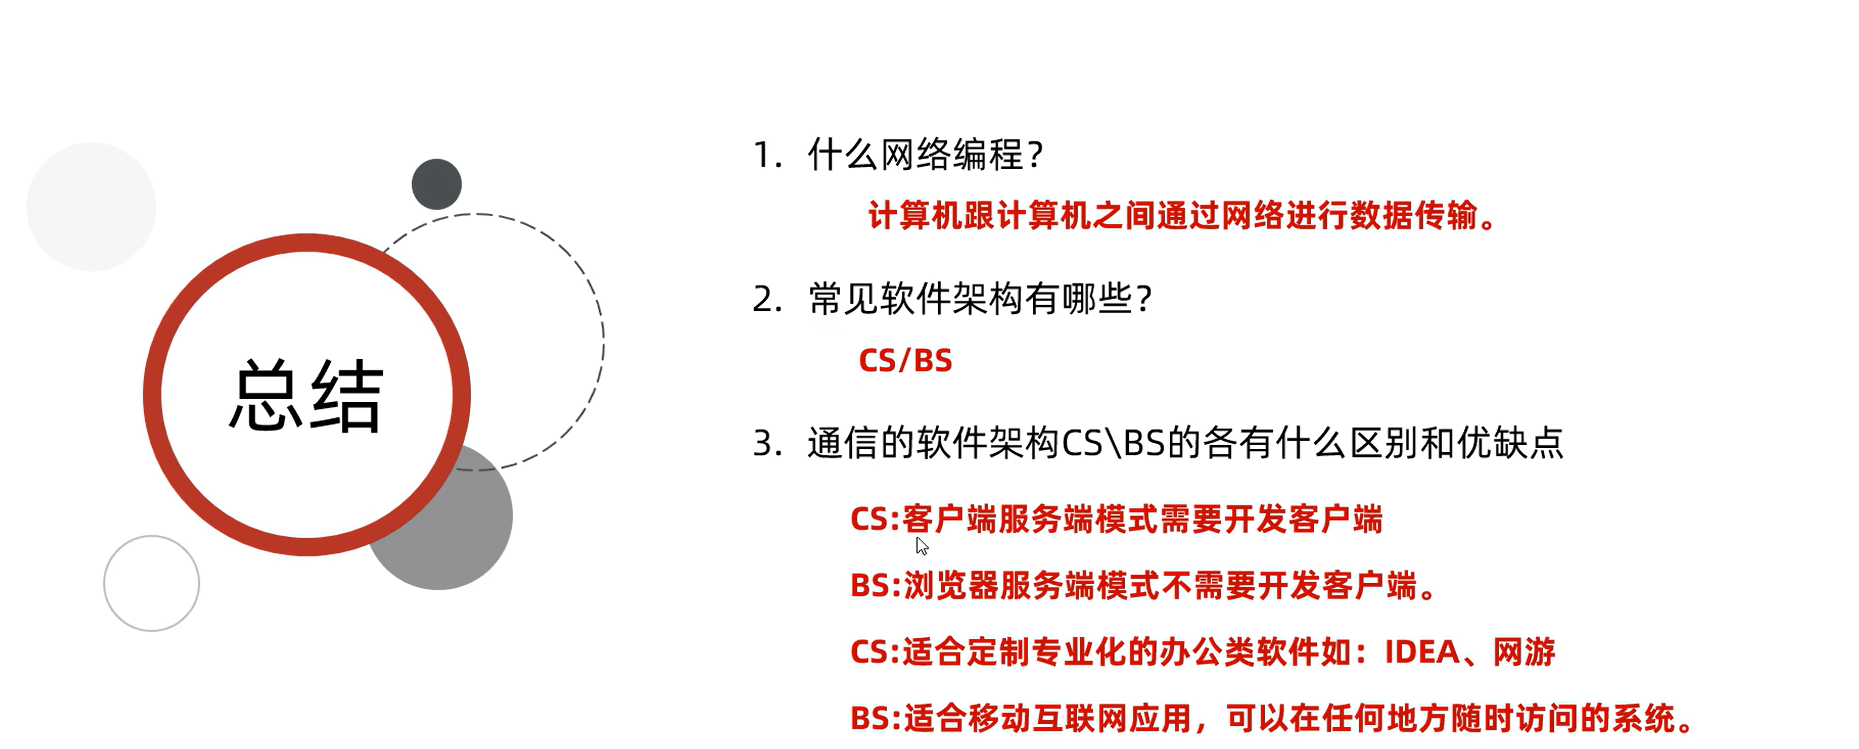 总结
1. 什么网络编程?
计算机跟计算机之间通过网络进行数据传输。
2. 常见软件架构有哪些?
CS/BS
3. 通信的软件架构CS\BS的各有什么区别和优缺点
CS:客户端服务端模式需要开发客户端
BS:浏览器服务端模式不需要开发客户端。
CS:适合定制专业化的办公类软件如：IDEA、网游
BS:适合移动互联网应用，可以在任何地方随时访问的系统。